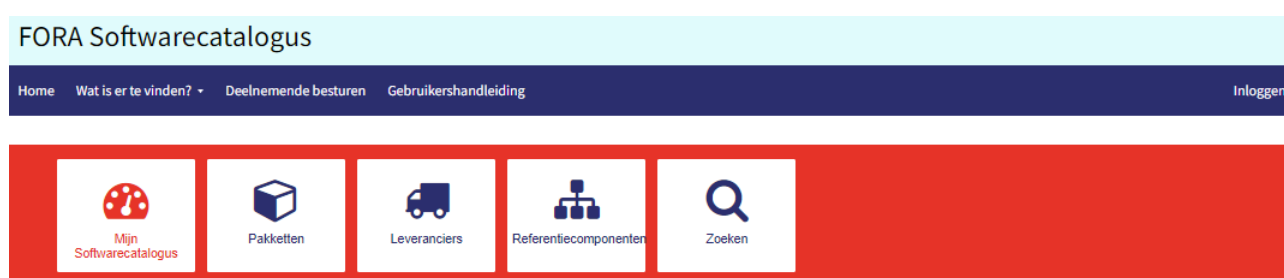 FORA Softwarecatalogus
Home Wat is er te vinden? Deelnemende besturen Gebruikershandleiding Inloggen
Mijn
Softwarecatalogus
Pakketten
Leveranciers
Referentiecomponenten
Zoeken